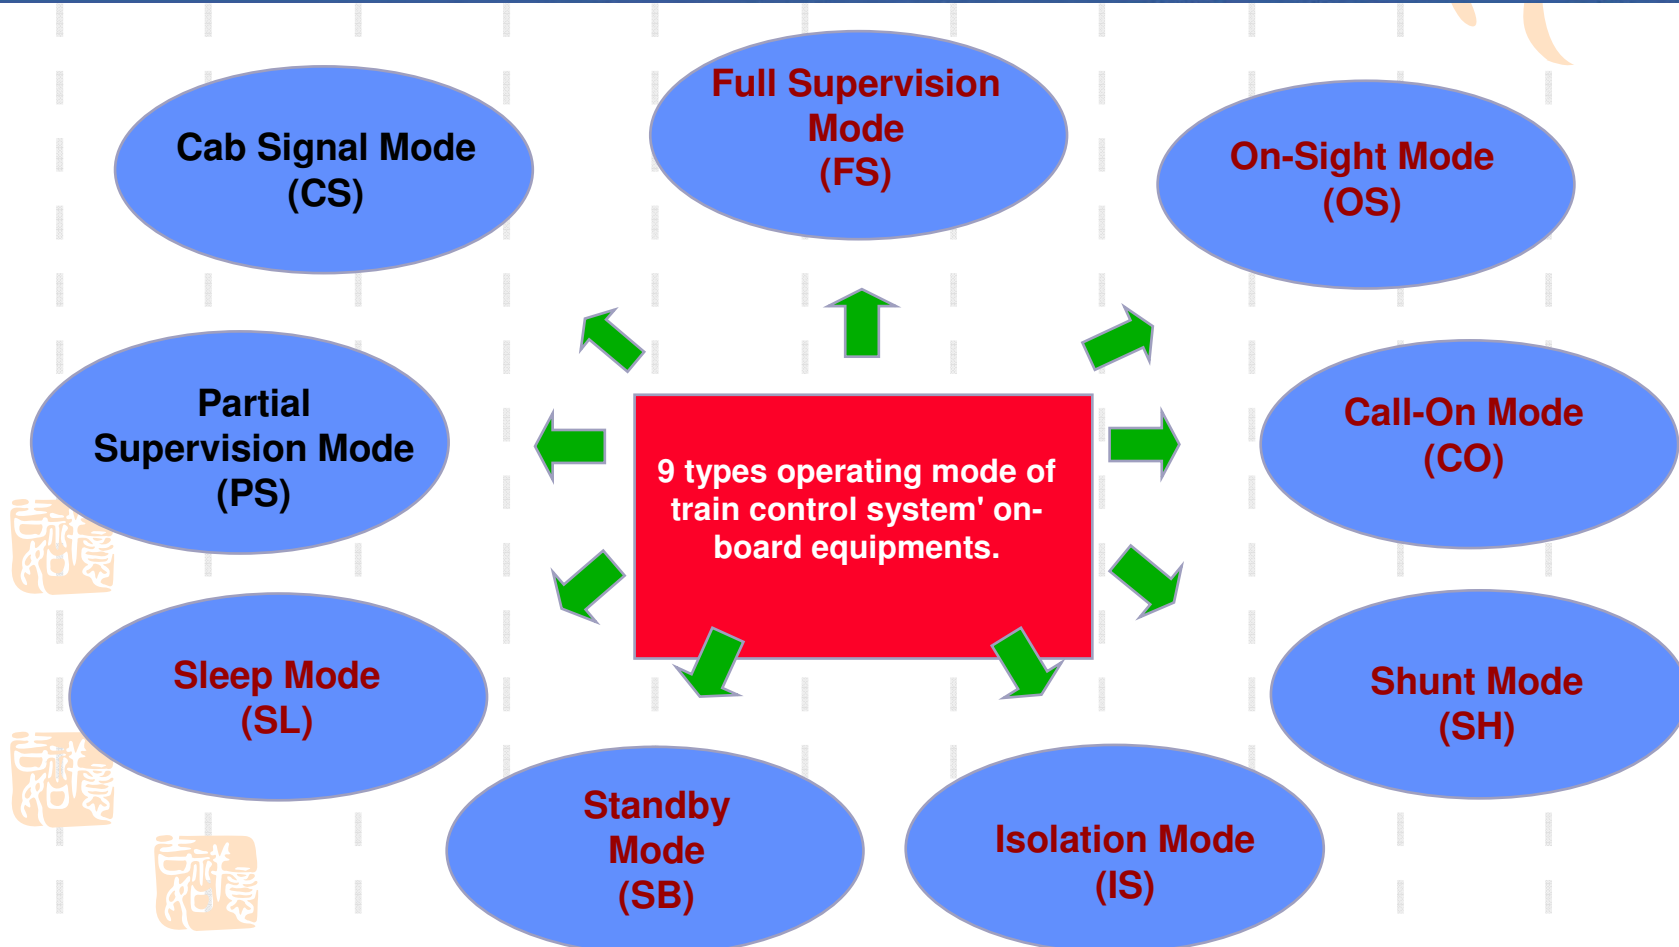 Full Supervision
Mode
(FS)
Cab Signal Mode
(CS)
On-Sight Mode
(OS)
Partial
Supervision Mode
(PS)
Call-On Mode
(CO)
9 types operating mode of
train control system' on-
board equipments.
Sleep Mode
(SL)
Shunt Mode
(SH)
Standby
Mode
(SB)
Isolation Mode
(IS)